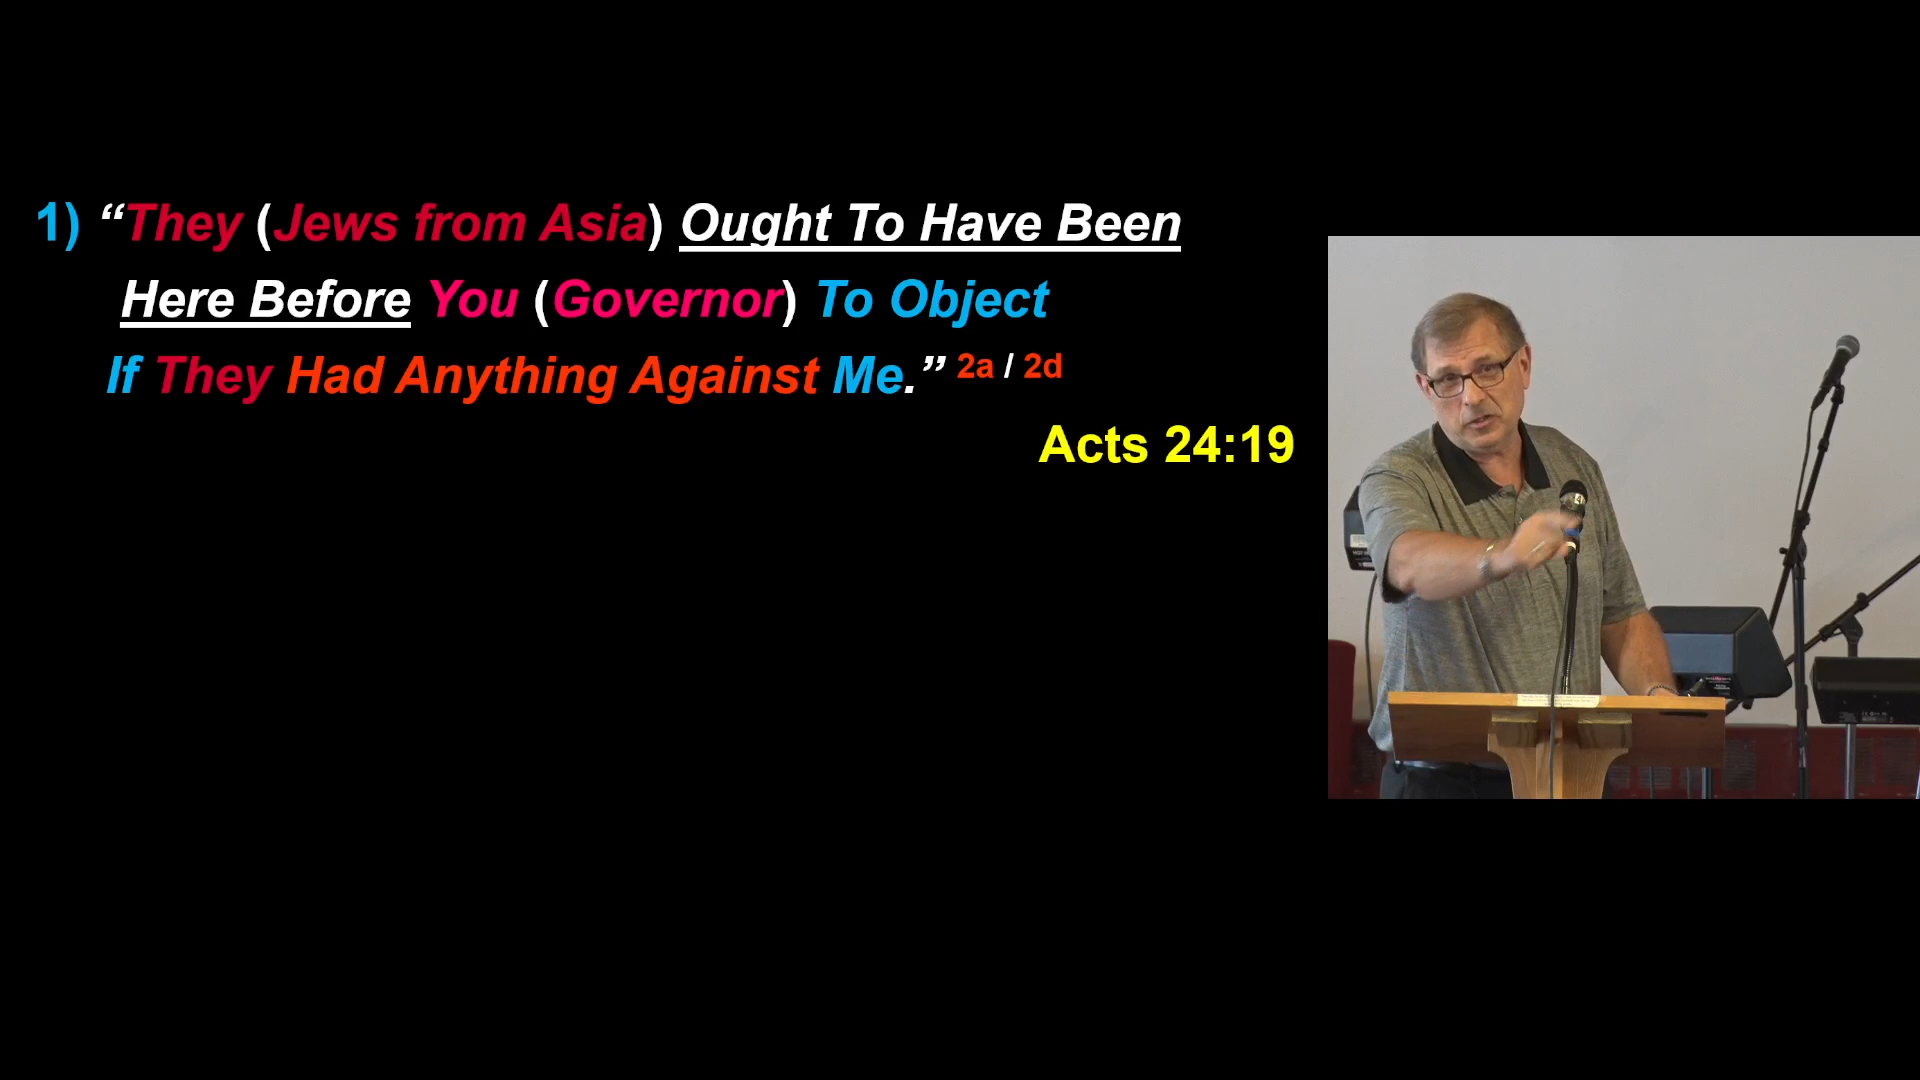 1) “They (Jews from Asia) Ought To Have Been
Here Before You (Governor) To Object
If They Had Anything Against Me.” 2a / 2d
Acts 24:19